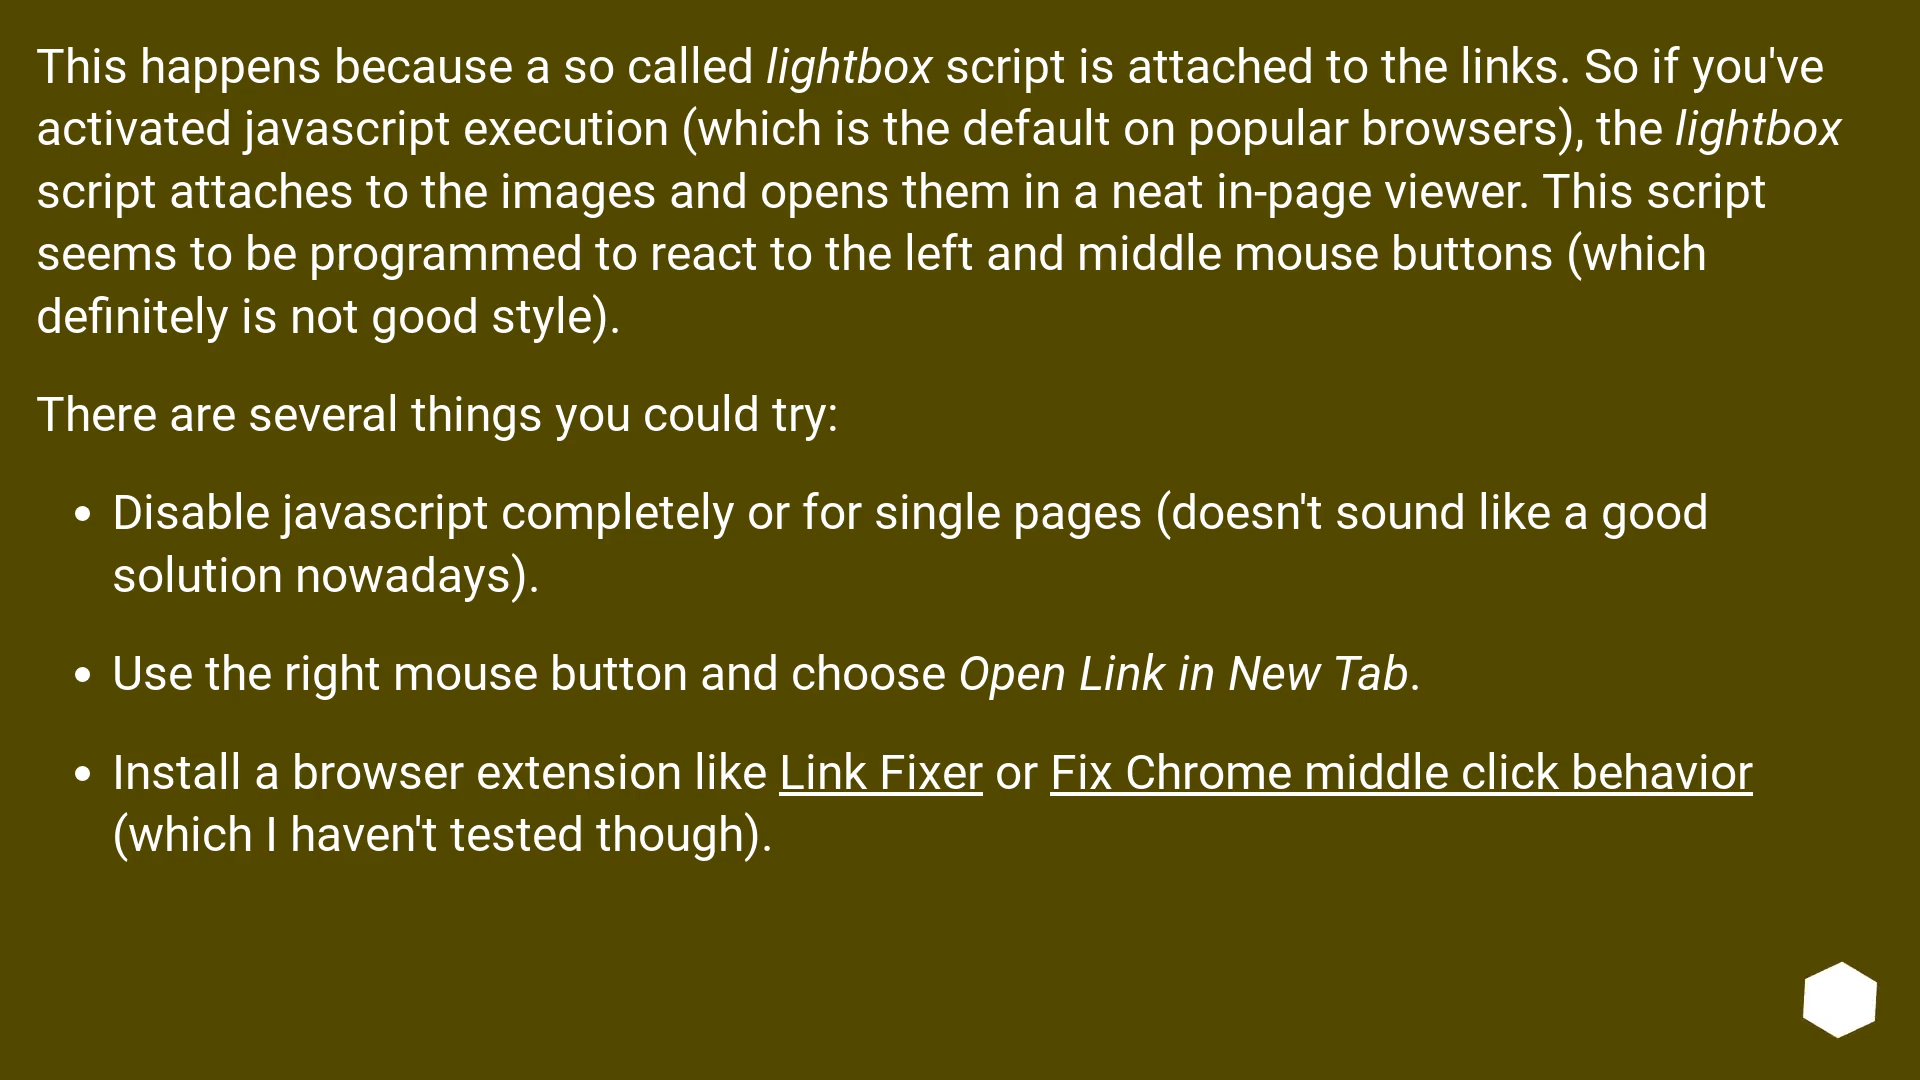 This happens because a so called lightbox script is attached to the links. So if you've
activated javascript execution (which is the default on popular browsers), the lightbox
script attaches to the images and opens them in a neat in-page viewer. This script
seems to be programmed to react to the left and middle mouse buttons (which
definitely is not good style).
There are several things you could try:
• Disable javascript completely or for single pages (doesn't sound like a good
solution nowadays).
• Use the right mouse button and choose Open Link in New Tab.
• Install a browser extension like Link Fixer or Fix Chrome middle click behavior
(which I haven't tested though).